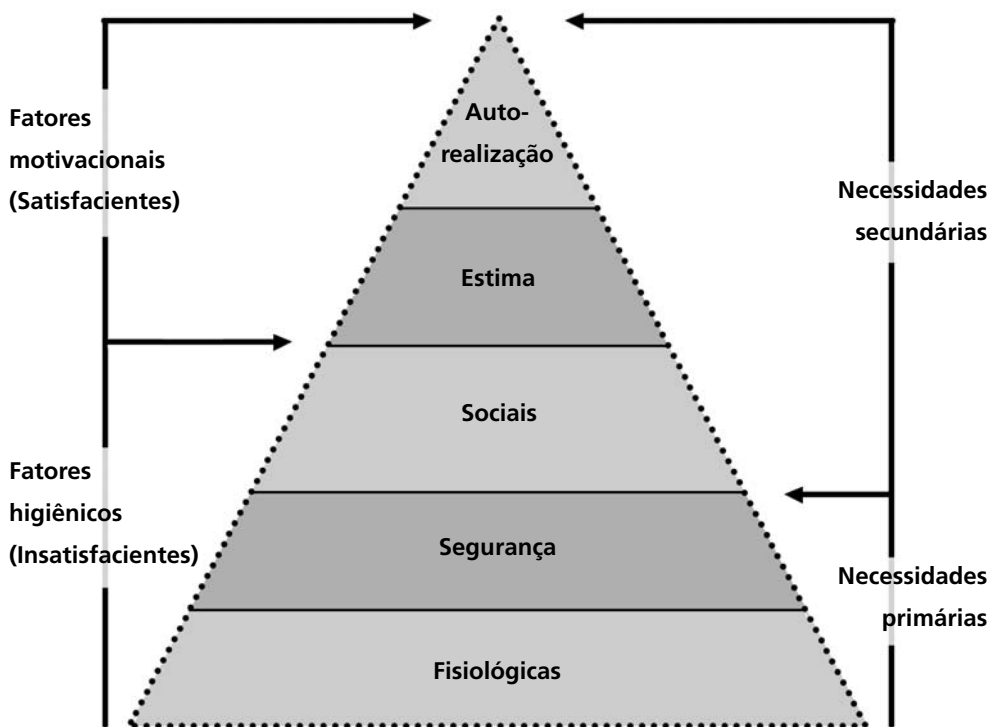 Fatores
motivacionais
(Satisfacientes)
Fatores
higiênicos
(Insatisfacientes)
Auto-
realização
Estima
Sociais
Segurança
Fisiológicas
Necessidades
secundárias
Necessidades
primárias